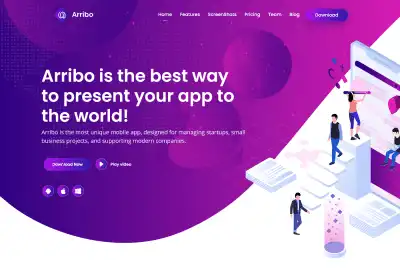 Arribo
Home Features ScreenShots Pricing Team Blog Download
Arribo is the best way
to present your app to
the world!
Arribo is the most unique mobile app, designed for managing startups, small
business projects, and supporting modern companies.
Download Now Play video